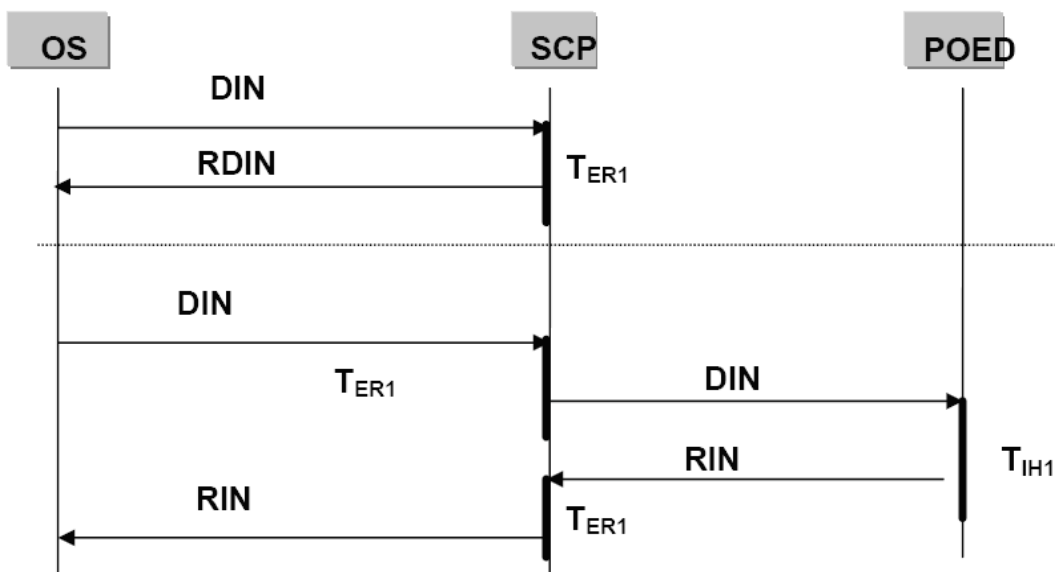 OS SCP POED
DIN
RDIN
TER1
DIN
TER1
DIN
RIN
TIH1
RIN
TER1